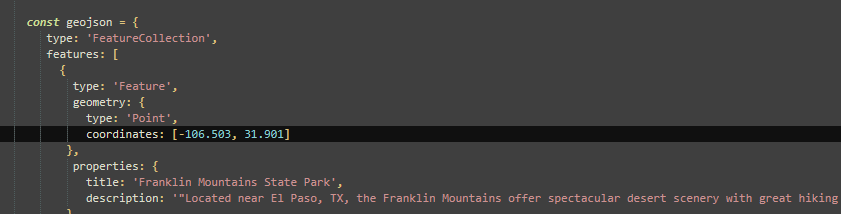 const geojson = {
type: 'FeatureCollection',
features: [
{
type: 'Feature',
geometry: {
type: 'Point',
coordinates: [-106.503, 31.901]
},
properties: {
title: 'Franklin Mountains State Park',
description: '"Located near El Paso, TX, the Franklin Mountains offer spectacular desert scenery with great hiking
}